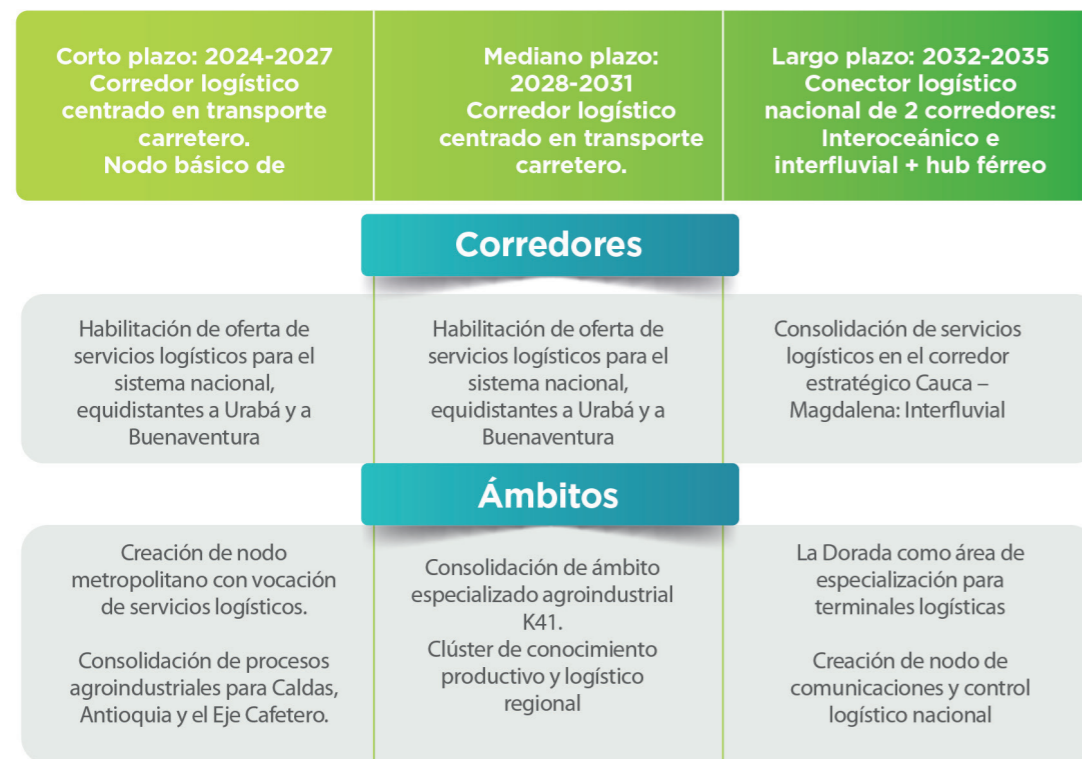 Corto plazo: 2024-2027
Corredor logístico
centrado en transporte
carretero.
Nodo básico de
Mediano plazo:
2028-2031
Corredor logístico
centrado en transporte
carretero.
Largo plazo: 2032-2035
Conector logístico
nacional de 2 corredores:
Interoceánico e
interfluvial + hub férreo
Corredores
Habilitación de oferta de
servicios logísticos para el
sistema nacional,
equidistantes a Urabá y a
Buenaventura
Habilitación de oferta de
servicios logísticos para el
sistema nacional,
equidistantes a Urabá y a
Buenaventura
Consolidación de servicios
logísticos en el corredor
estratégico Cauca –
Magdalena: Interfluvial
Ámbitos
Creación de nodo
metropolitano con vocación
de servicios logísticos.
Consolidación de procesos
agroindustriales para Caldas,
Antioquia y el Eje Cafetero.
Consolidación de ámbito
especializado agroindustrial
K41.
Clúster de conocimiento
productivo y logístico
regional
La Dorada como área de
especialización para
terminales logísticas
Creación de nodo de
comunicaciones y control
logístico nacional